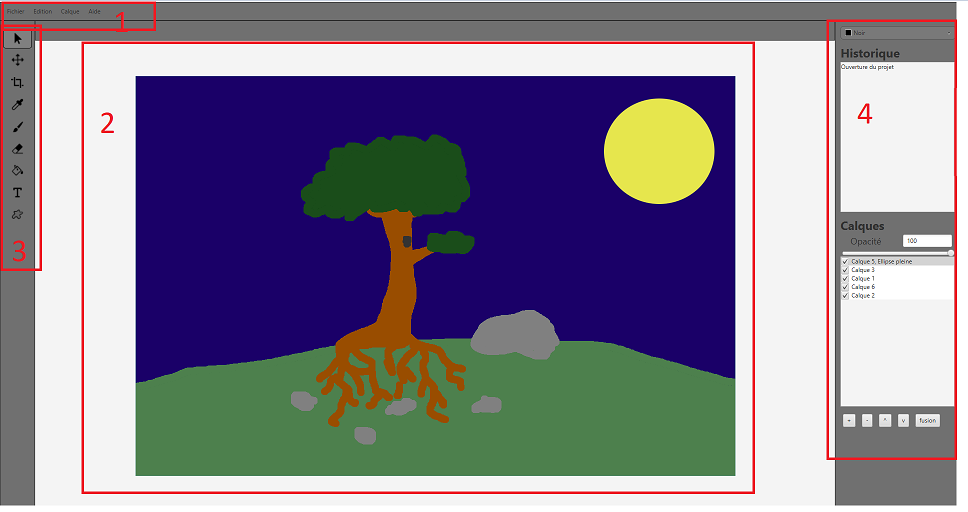 Fichier Edition Calque Aide
1
2
3
4
T
Noir
Historique
Ouverture du projet
Calques
Opacité 100
Calque 5, Ellipse pleine
Calque 3
Calque 1
Calque 6
Calque 2
+ - ^ v fusion